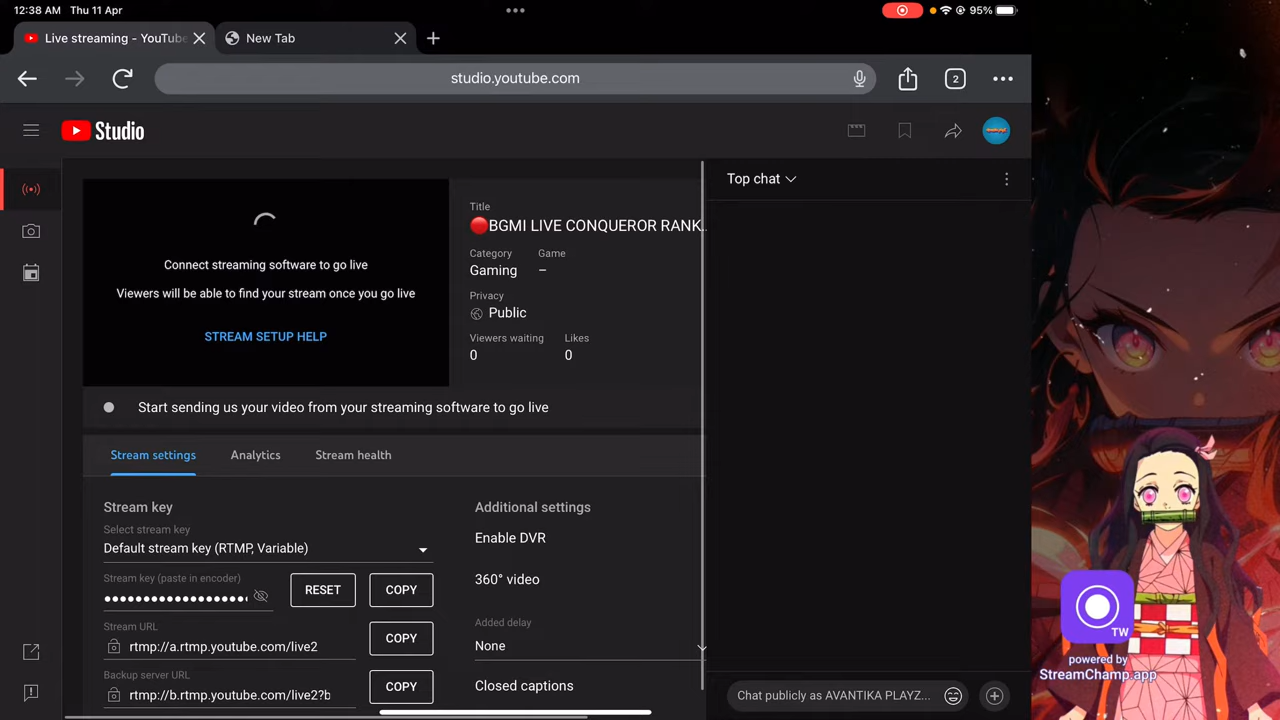 12:38 AM Thu 11 Apr
95%
Live streaming - YouTube
New Tab
studio.youtube.com
2
Studio
Connect streaming software to go live
Viewers will be able to find your stream once you go live
STREAM SETUP HELP
Title
🔴BGMI LIVE CONQUEROR RANK...
Category
Game
Gaming
–
Privacy
Public
Viewers waiting
Likes
0
0
Top chat
Start sending us your video from your streaming software to go live
Stream settings
Analytics
Stream health
Stream key
Select stream key
Default stream key (RTMP, Variable)
Stream key (paste in encoder)
••••••••••••••••••
RESET
COPY
Stream URL
rtmp://a.rtmp.youtube.com/live2
COPY
Backup server URL
rtmp://b.rtmp.youtube.com/live2?b
COPY
Additional settings
Enable DVR
360° video
Added delay
None
Closed captions
Chat publicly as AVANTIKA PLAYZ...
TW
powered by
StreamChamp.app